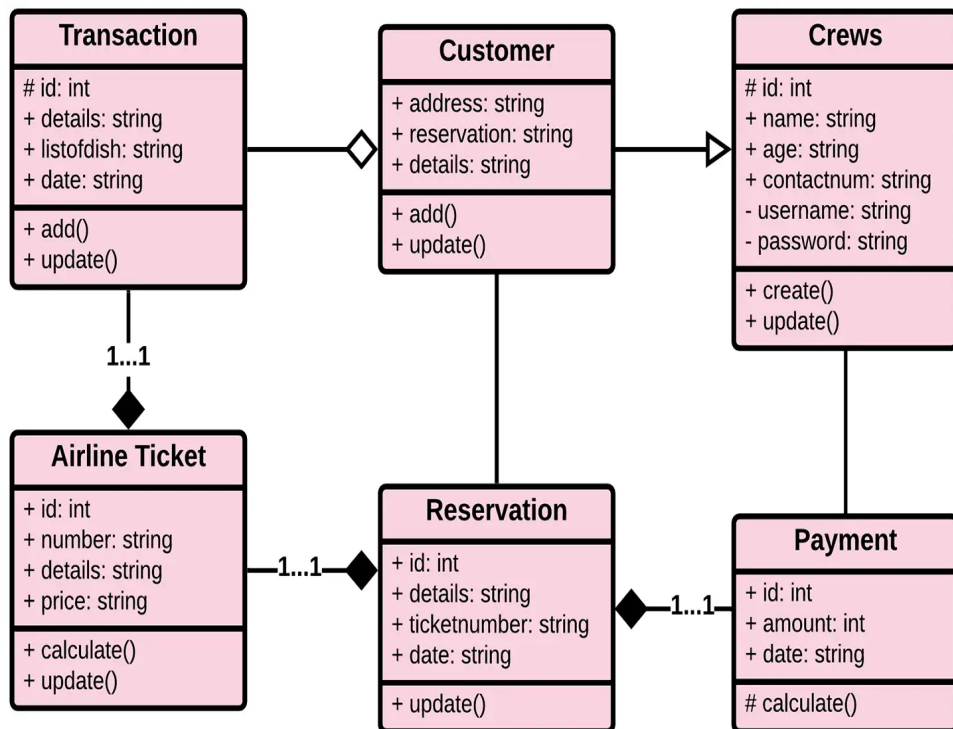 Transaction
# id: int
+ details: string
+ listofdish: string
+ date: string
+ add()
+ update()
Customer
+ address: string
+ reservation: string
+ details: string
+ add()
+ update()
Crews
# id: int
+ name: string
+ age: string
+ contactnum: string
- username: string
- password: string
+ create()
+ update()
1...1
Airline Ticket
+ id: int
+ number: string
+ details: string
+ price: string
+ calculate()
+ update()
1...1
Reservation
+ id: int
+ details: string
+ ticketnumber: string
+ date: string
+ update()
1...1
Payment
+ id: int
+ amount: int
+ date: string
# calculate()